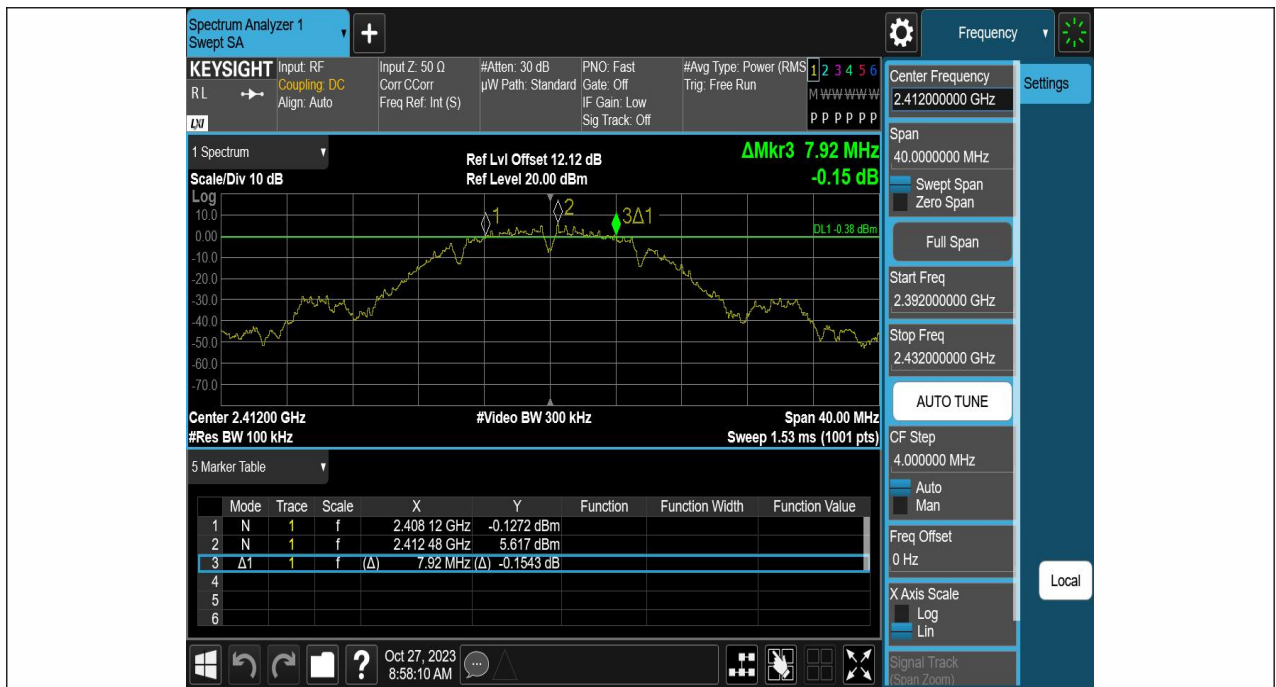 Spectrum Analyzer 1
Swept SA
+
Frequency
KEYSIGHT
Input: RF
Input Z: 50 Ω
#Atten: 30 dB
PNO: Fast
#Avg Type: Power (RMS
1 2 3 4 5 6
R L
Coupling: DC
Corr CCorr
µW Path: Standard
Gate: Off
Trig: Free Run
M W W W W W
Align: Auto
Freq Ref: Int (S)
IF Gain: Low
P P P P P P
LXI
Sig Track: Off
1 Spectrum
Ref Lvl Offset 12.12 dB
ΔMkr3 7.92 MHz
Scale/Div 10 dB
Ref Level 20.00 dBm
-0.15 dB
Log
1
2
3Δ1
10.0
0.00
DL1 -0.38 dBm
-10.0
-20.0
-30.0
-40.0
-50.0
-60.0
-70.0
Center 2.41200 GHz
#Video BW 300 kHz
Span 40.00 MHz
#Res BW 100 kHz
Sweep 1.53 ms (1001 pts)
5 Marker Table
Mode Trace Scale X Y Function Function Width Function Value
1 N 1 f 2.408 12 GHz -0.1272 dBm
2 N 1 f 2.412 48 GHz 5.617 dBm
3 Δ1 1 f (Δ) 7.92 MHz (Δ) -0.1543 dB
4
5
6
?
Oct 27, 2023
8:58:10 AM
Center Frequency
2.412000000 GHz
Settings
Span
40.0000000 MHz
Swept Span
Zero Span
Full Span
Start Freq
2.392000000 GHz
Stop Freq
2.432000000 GHz
AUTO TUNE
CF Step
4.000000 MHz
Auto
Man
Freq Offset
0 Hz
Local
X Axis Scale
Log
Lin
Signal Track
(Span Zoom)